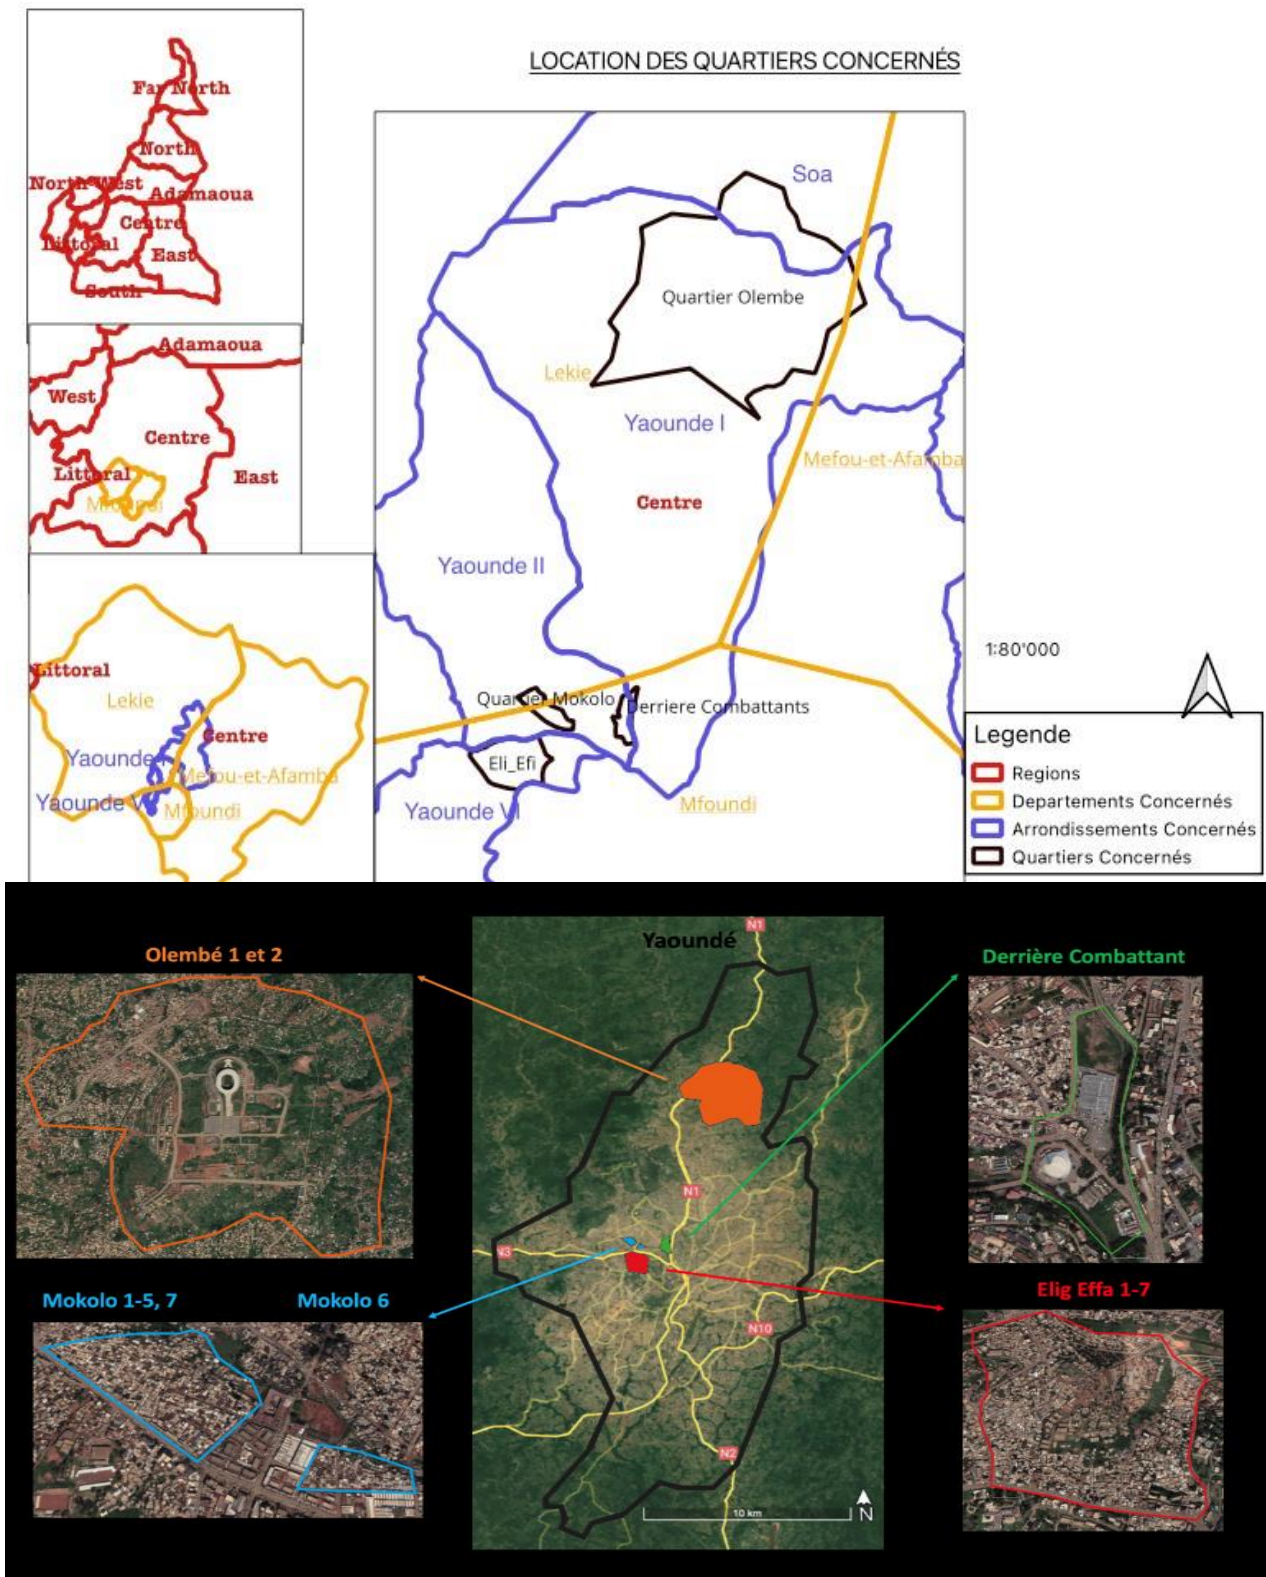 LOCATION DES QUARTIERS CONCERNÉS
Far North
North
North West
Adamaoua
Centre
Littoral
East
South
Adamaoua
West
Centre
Littoral
East
Mfoundi
Littoral
Lekie
Centre
Yaounde
Mefou-et-Afamba
Yaounde V
Mfoundi
Soa
Quartier Olembe
Lekie
Yaounde I
Mefou-et-Afamba
Centre
Yaounde II
Quartier Mokolo
Derriere Combattants
Eli_Efi
Yaounde VI
Mfoundi
1:80'000
Legende
Regions
Departements Concernés
Arrondissements Concernés
Quartiers Concernés
Yaoundé
N1
Olembé 1 et 2
Derrière Combattant
N1
N3
Mokolo 1-5, 7
Mokolo 6
Elig Effa 1-7
N10
N2
10 km
N